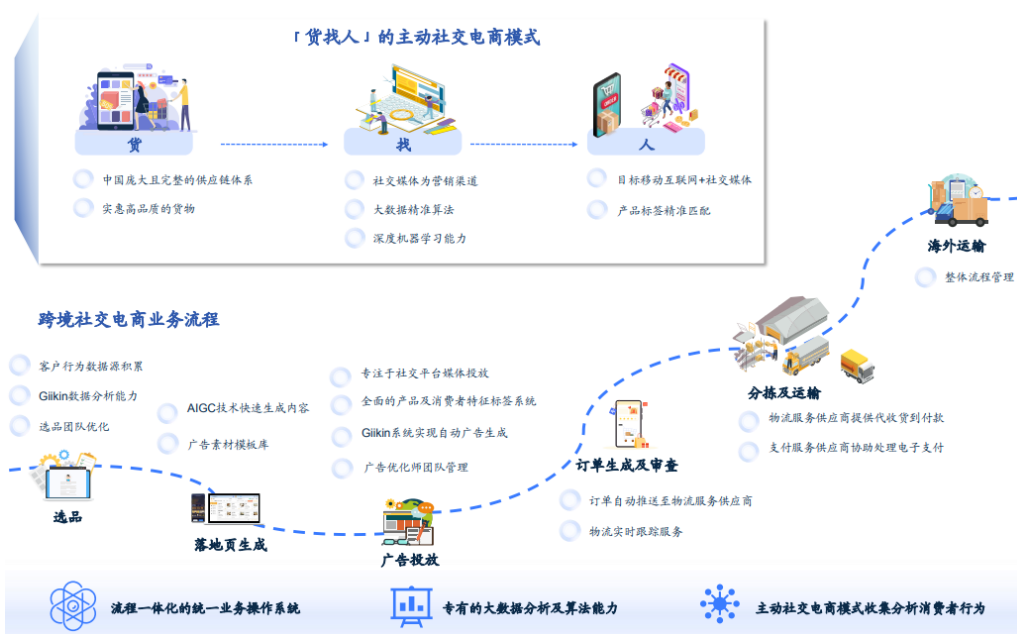 「货找人」的主动社交电商模式
货
找
人
中国庞大且完整的供应链体系
实惠高品质的货物
社交媒体为营销渠道
大数据精准算法
深度机器学习能力
目标移动互联网+社交媒体
产品标签精准匹配
跨境社交电商业务流程
客户行为数据源积累
Giikin数据分析能力
选品团队优化
选品
AIGC技术快速生成内容
广告素材模板库
落地页生成
专注于社交平台媒体投放
全面的产品及消费者特征标签系统
Giikin系统实现自动广告生成
广告优化师团队管理
广告投放
订单生成及审查
订单自动推送至物流服务供应商
物流实时跟踪服务
分拣及运输
物流服务供应商提供代收货到付款
支付服务供应商协助处理电子支付
海外运输
整体流程管理
流程一体化的统一业务操作系统
专有的大数据分析及算法能力
主动社交电商模式收集分析消费者行为